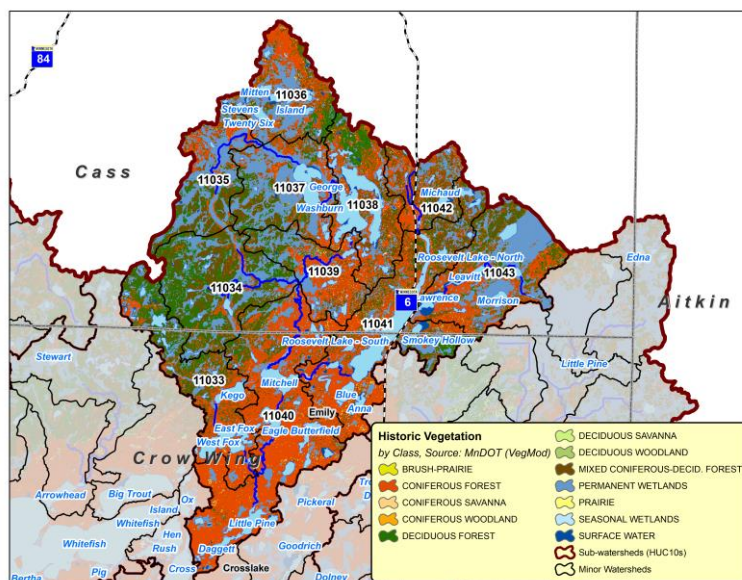 84
Mitten
11036
Stevens
Island
Twenty Six
Cass
11035
11037
George
Washburn
11038
Michaud
11042
Roosevelt Lake - North
Edna
Leavitt
11043
11039
11034
6
Lawrence
Morrison
Aitkin
11041
Roosevelt Lake - South
Smokey Hollow
Stewart
Little Pine
11033
Mitchell
Kego
Blue
Anna
11040
Emily
East Fox
Eagle Butterfield
West Fox
Crow Wing
Arrowhead
Big Trout
Ox
Island
Pickeral
Whitefish
Little Pine
Whitefish
Hen
Rush
Daggett
Goodrich
Pig
Cross
Crosslake
Bertha
Dolney
Historic Vegetation
by Class, Source: MnDOT (VegMod)
BRUSH-PRAIRIE
CONIFEROUS FOREST
CONIFEROUS SAVANNA
CONIFEROUS WOODLAND
DECIDUOUS FOREST
DECIDUOUS SAVANNA
DECIDUOUS WOODLAND
MIXED CONIFEROUS-DECID. FOREST
PERMANENT WETLANDS
PRAIRIE
SEASONAL WETLANDS
SURFACE WATER
Sub-watersheds (HUC10s)
Minor Watersheds